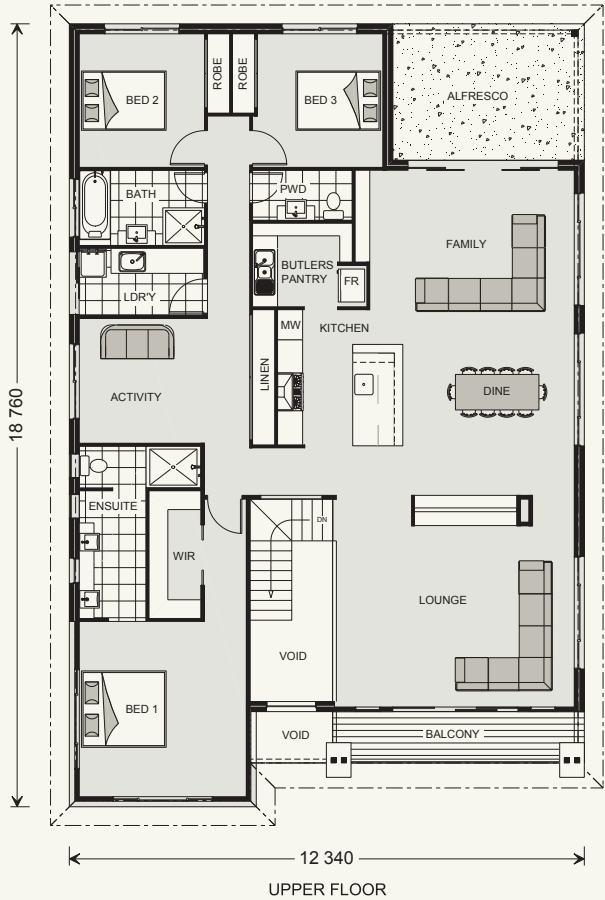 ROBE
ROBE
BED 2
BED 3
ALFRESCO
BATH
PWD
FAMILY
BUTLERS
PANTRY
FR
LDR'Y
MW
KITCHEN
LINEN
ACTIVITY
DINE
18 760
ENSUITE
DN
WIR
LOUNGE
VOID
BED 1
VOID
BALCONY
12 340
UPPER FLOOR